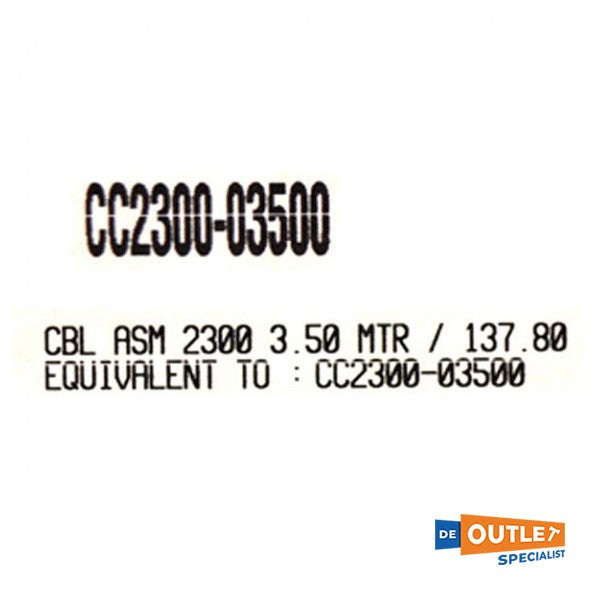 CC2300-03500
CBL ASM 2300 3.50 MTR / 137.80
EQUIVALENT TO : CC2300-03500
DE OUTLET
SPECIALIST